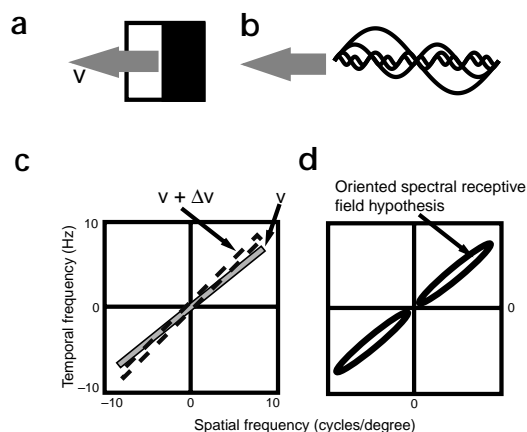 a
b
v
c
d
v + Δv
v
Oriented spectral receptive
field hypothesis
Temporal frequency (Hz)
10
0
–10
–10
0
10
0
0
Spatial frequency (cycles/degree)